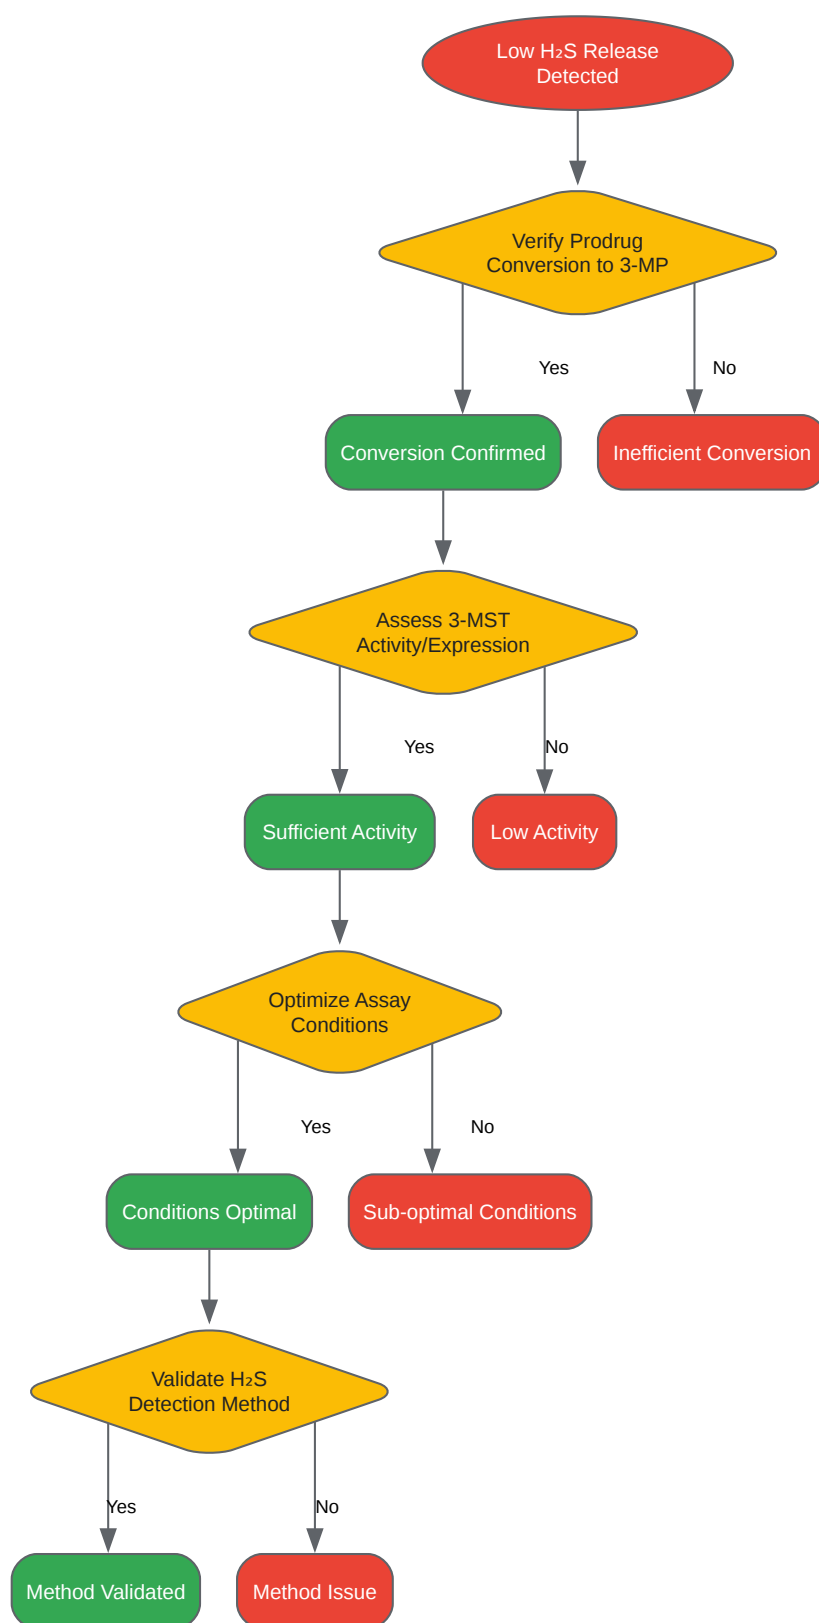 Low H₂S Release
Detected
Verify Prodrug
Conversion to 3-MP
Yes
No
Conversion Confirmed
Inefficient Conversion
Assess 3-MST
Activity/Expression
Yes
No
Sufficient Activity
Low Activity
Optimize Assay
Conditions
Yes
No
Conditions Optimal
Sub-optimal Conditions
Validate H₂S
Detection Method
Yes
No
Method Validated
Method Issue